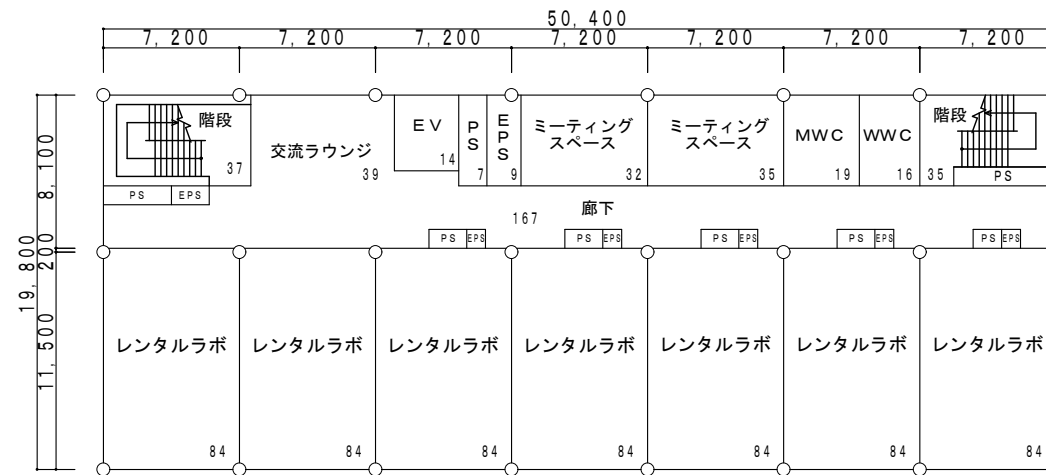 50,400
7,200 7,200 7,200 7,200 7,200 7,200 7,200
19,800
8,100
200
11,500
階段
37
交流ラウンジ
39
EV
14
PS
7
EPS
9
ミーティング
スペース
32
ミーティング
スペース
35
MWC
19
WWC
16
階段
35
PS
PS EPS
廊下
167
PS EPS PS EPS PS EPS PS EPS PS EPS
レンタルラボ レンタルラボ レンタルラボ レンタルラボ レンタルラボ レンタルラボ レンタルラボ
84 84 84 84 84 84 84